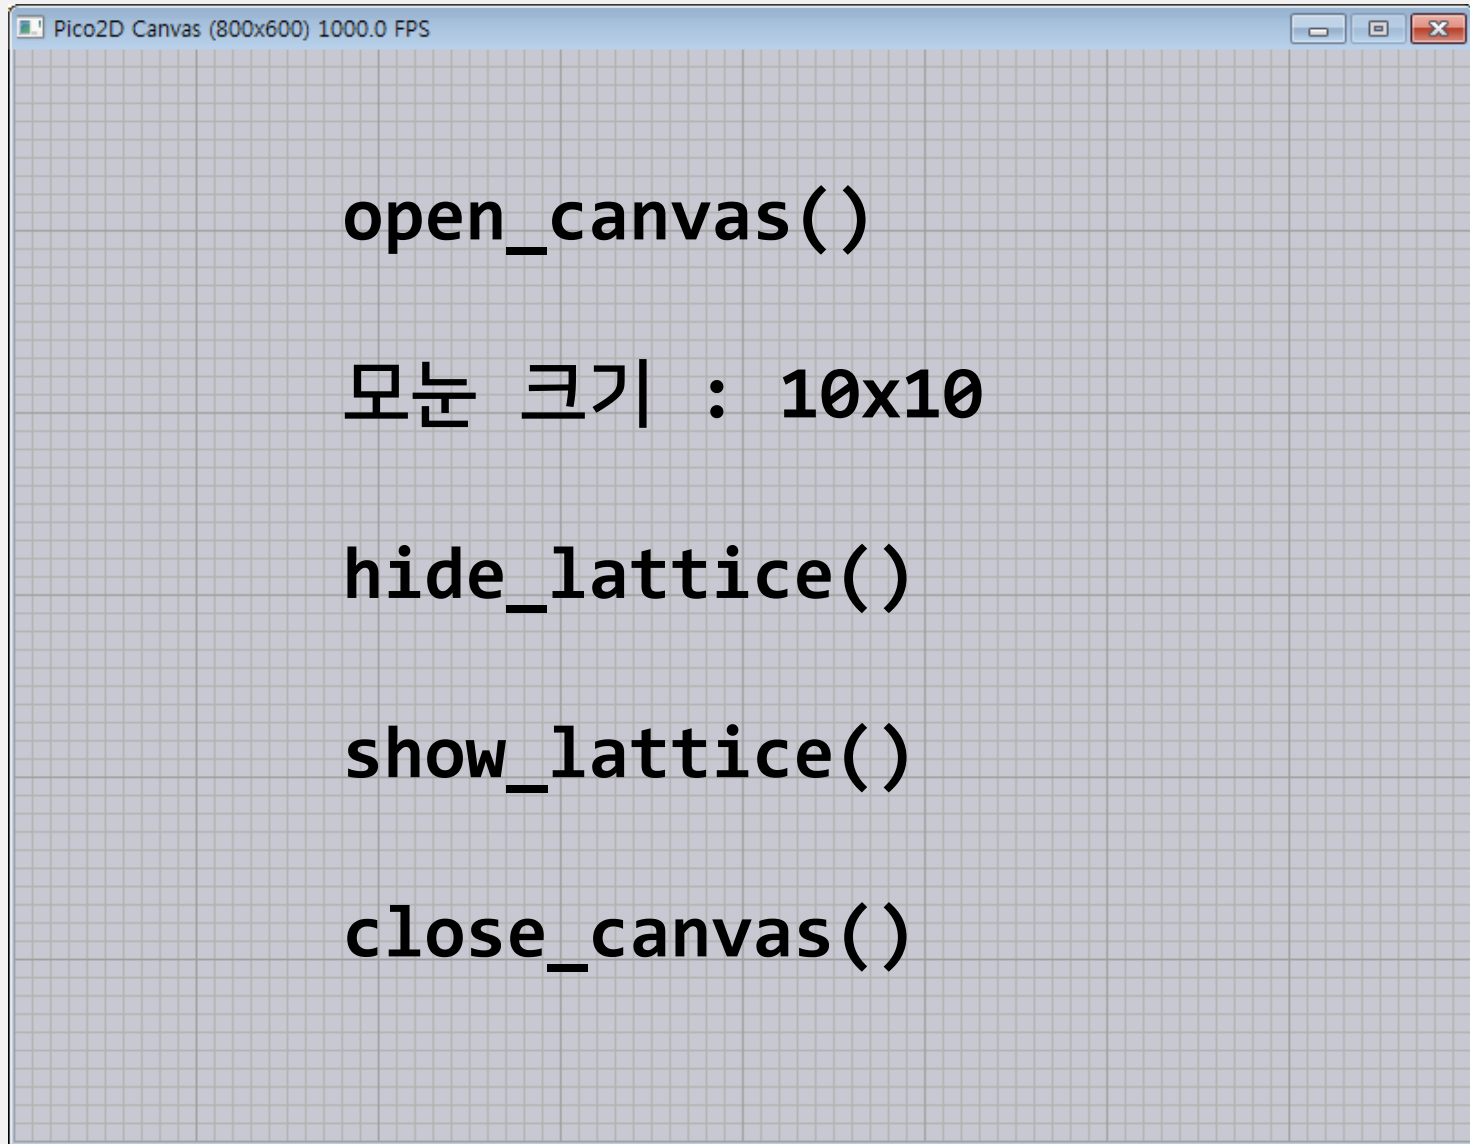 Pico2D Canvas (800x600) 1000.0 FPS
open_canvas()
모눈 크기 : 10x10
hide_lattice()
show_lattice()
close_canvas()